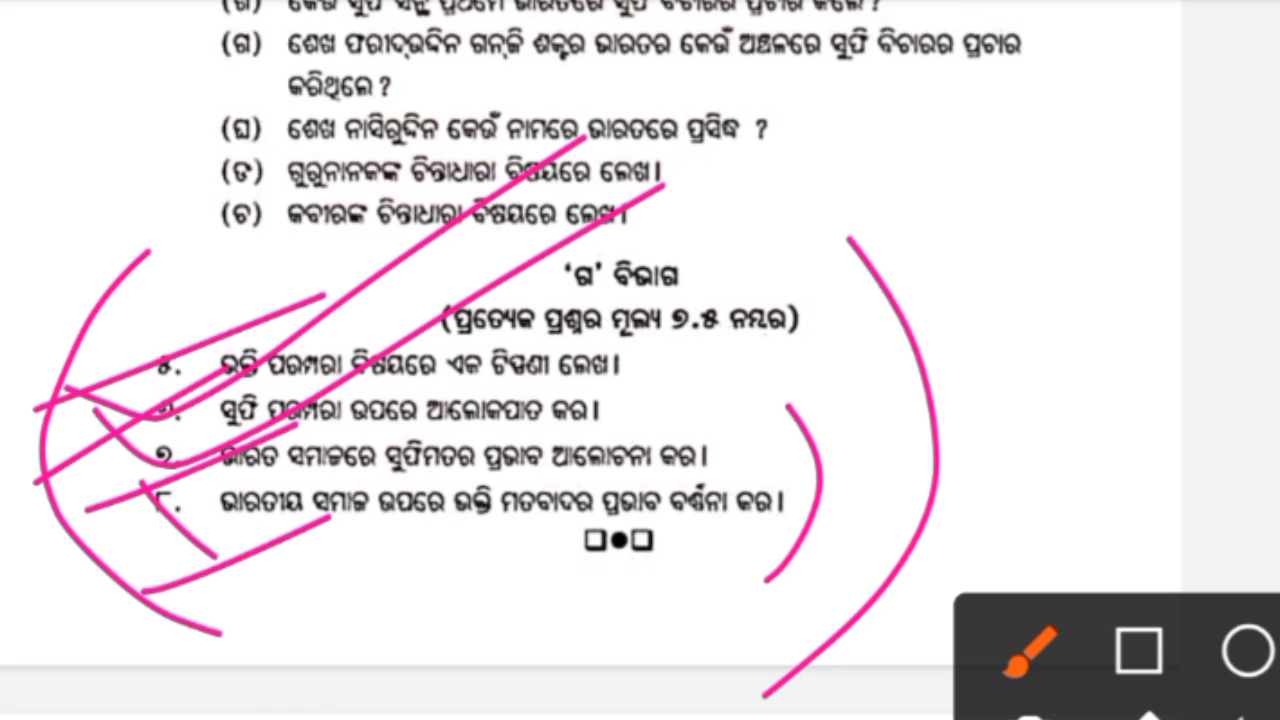 (ଗ) ଶେଖ ଫରୀଦ୍‌ଉଦ୍ଦିନ ଗନ୍‌ଜି ଶକ୍କର ଭାରତର କେଉଁ ଅଞ୍ଚଳରେ ସୁଫି ବିଚାରର ପ୍ରଚାର
କରିଥିଲେ ?
(ଘ) ଶେଖ ନାସିରୁଦ୍ଦିନ କେଉଁ ନାମରେ ଭାରତରେ ପ୍ରସିଦ୍ଧ ?
(ଙ) ଗୁରୁନାନକଙ୍କ ଚିନ୍ତାଧାରା ବିଷୟରେ ଲେଖ।
(ଚ) କବୀରଙ୍କ ଚିନ୍ତାଧାରା ବିଷୟରେ ଲେଖ।
‘ଗ’ ବିଭାଗ
(ପ୍ରତ୍ୟେକ ପ୍ରଶ୍ନର ମୂଲ୍ୟ ୭.୫ ନମ୍ବର)
୫. ଭକ୍ତି ପରମ୍ପରା ବିଷୟରେ ଏକ ଟିପ୍ପଣୀ ଲେଖ।
ସୁଫି ପରମ୍ପରା ଉପରେ ଆଲୋକପାତ କର।
୭. ଭାରତ ସମାଜରେ ସୁଫିମତର ପ୍ରଭାବ ଆଲୋଚନା କର।
୮. ଭାରତୀୟ ସମାଜ ଉପରେ ଭକ୍ତି ମତବାଦର ପ୍ରଭାବ ବର୍ଣ୍ଣନା କର।